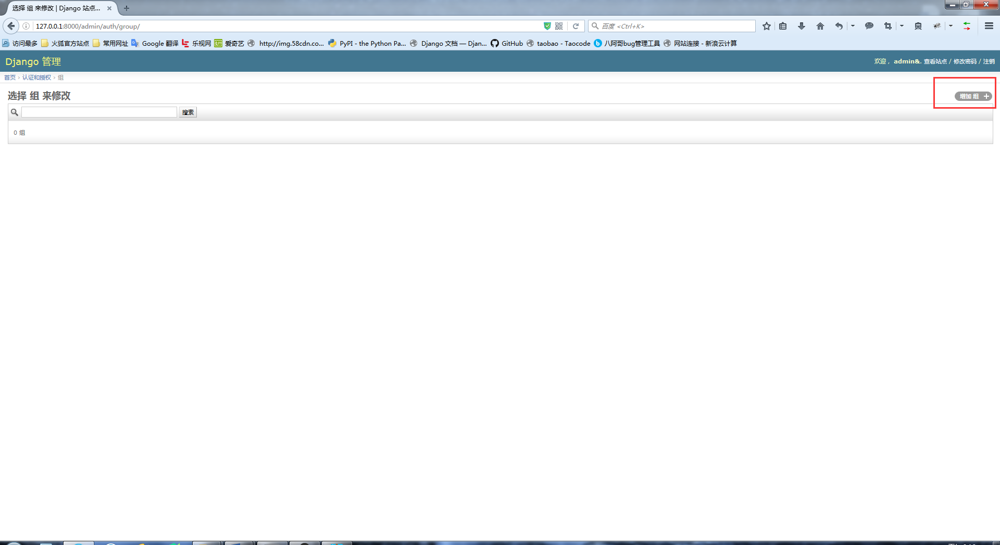 选择 组 来修改 | Django 站点...
127.0.0.1:8000/admin/auth/group/
百度 <Ctrl+K>
访问最多 火狐官方站点 常用网址 Google 翻译 乐视网 爱奇艺 http://img.58cdn.co... PyPI - the Python Pa... Django 文档 — Djan... GitHub taobao - Taocode 八阿哥bug管理工具 网站连接 - 新浪云计算
Django 管理
欢迎， admin&. 查看站点 / 修改密码 / 注销
首页 › 认证和授权 › 组
选择 组 来修改
增加 组 +
搜索
0 组